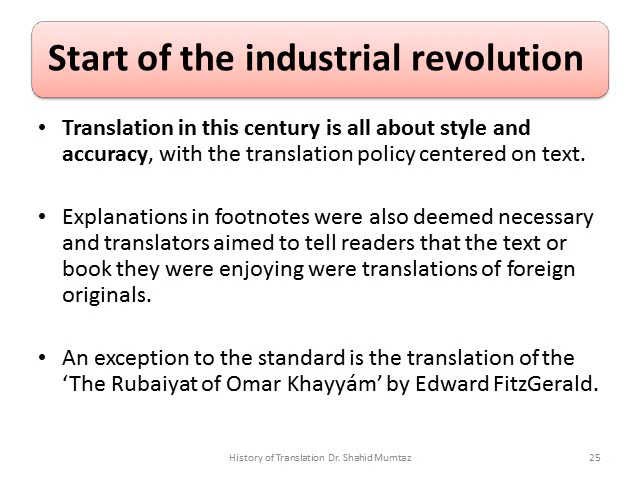 Start of the industrial revolution
• Translation in this century is all about style and
accuracy, with the translation policy centered on text.
• Explanations in footnotes were also deemed necessary
and translators aimed to tell readers that the text or
book they were enjoying were translations of foreign
originals.
• An exception to the standard is the translation of the
‘The Rubaiyat of Omar Khayyám’ by Edward FitzGerald.
History of Translation Dr. Shahid Mumtaz
25